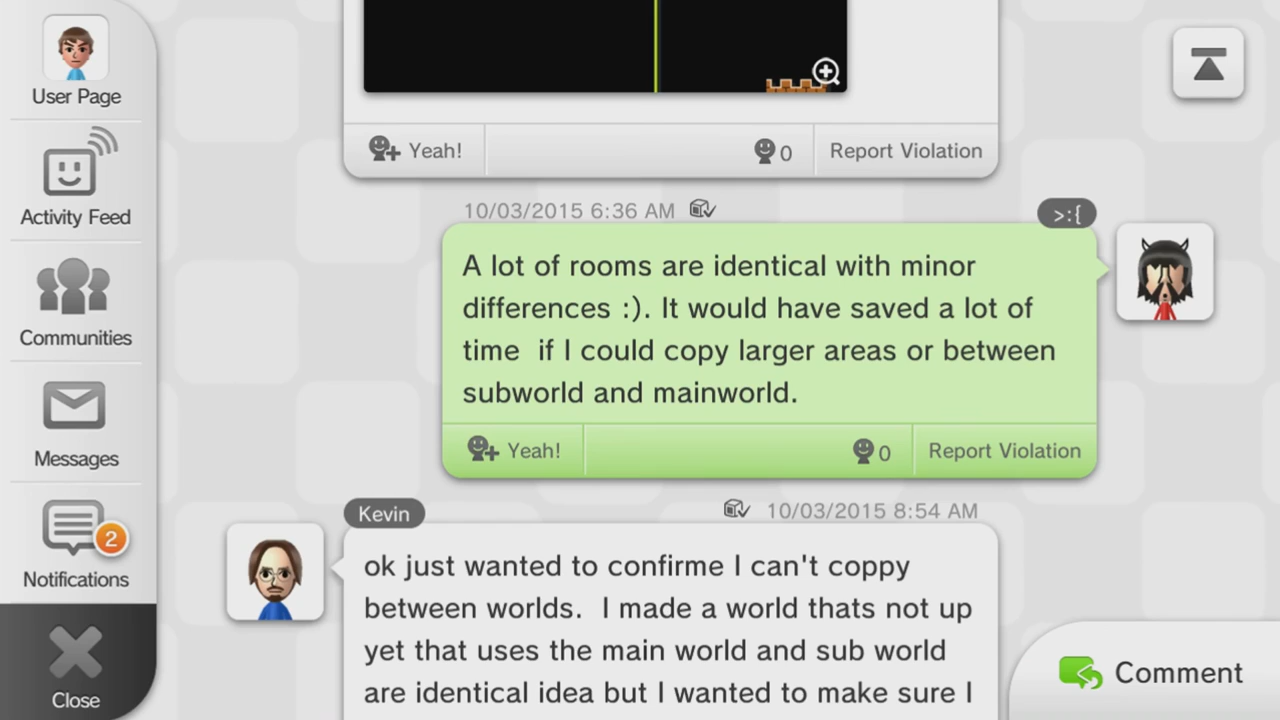 User Page
Activity Feed
Communities
Messages
2
Notifications
Close
Yeah!
0
Report Violation
10/03/2015 6:36 AM
>:{
A lot of rooms are identical with minor
differences :). It would have saved a lot of
time  if I could copy larger areas or between
subworld and mainworld.
Yeah!
0
Report Violation
Kevin
10/03/2015 8:54 AM
ok just wanted to confirme I can't coppy
between worlds.  I made a world thats not up
yet that uses the main world and sub world
are identical idea but I wanted to make sure I
Comment